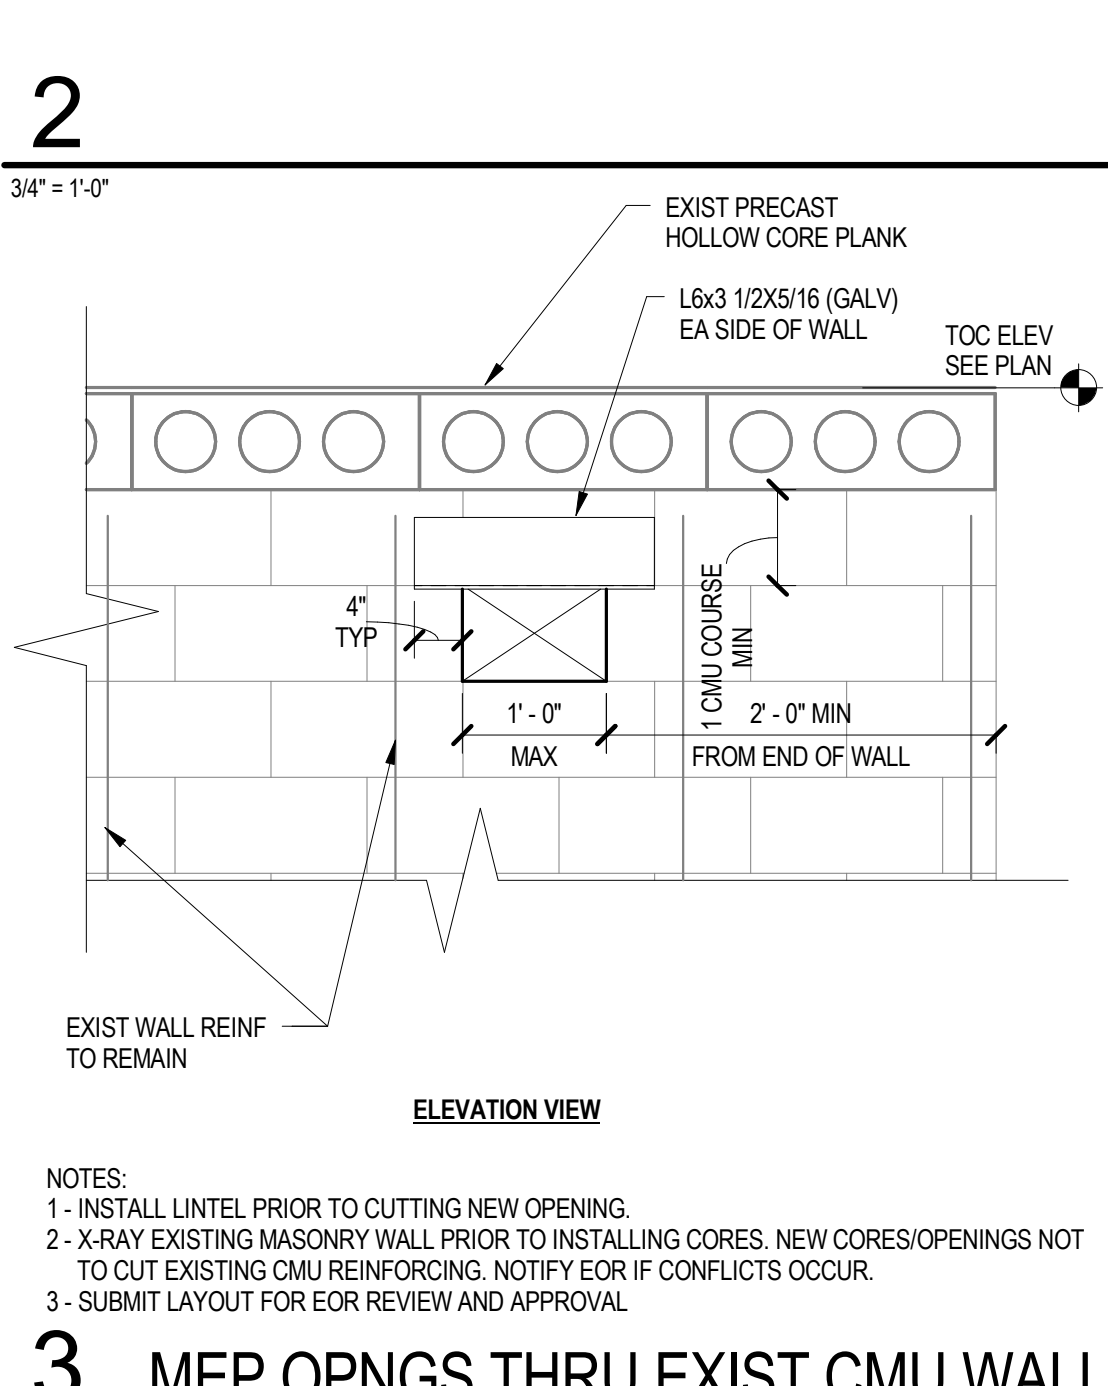 2
3/4" = 1'-0"
EXIST PRECAST
HOLLOW CORE PLANK
L6x3 1/2X5/16 (GALV)
EA SIDE OF WALL
TOC ELEV
SEE PLAN
4"
TYP
1 CMU COURSE
MIN
1' - 0"
MAX
2' - 0" MIN
FROM END OF WALL
EXIST WALL REINF
TO REMAIN
ELEVATION VIEW
NOTES:
1 - INSTALL LINTEL PRIOR TO CUTTING NEW OPENING.
2 - X-RAY EXISTING MASONRY WALL PRIOR TO INSTALLING CORES. NEW CORES/OPENINGS NOT
TO CUT EXISTING CMU REINFORCING. NOTIFY EOR IF CONFLICTS OCCUR.
3 - SUBMIT LAYOUT FOR EOR REVIEW AND APPROVAL
3 MEP OPNGS THRU EXIST CMU WALL